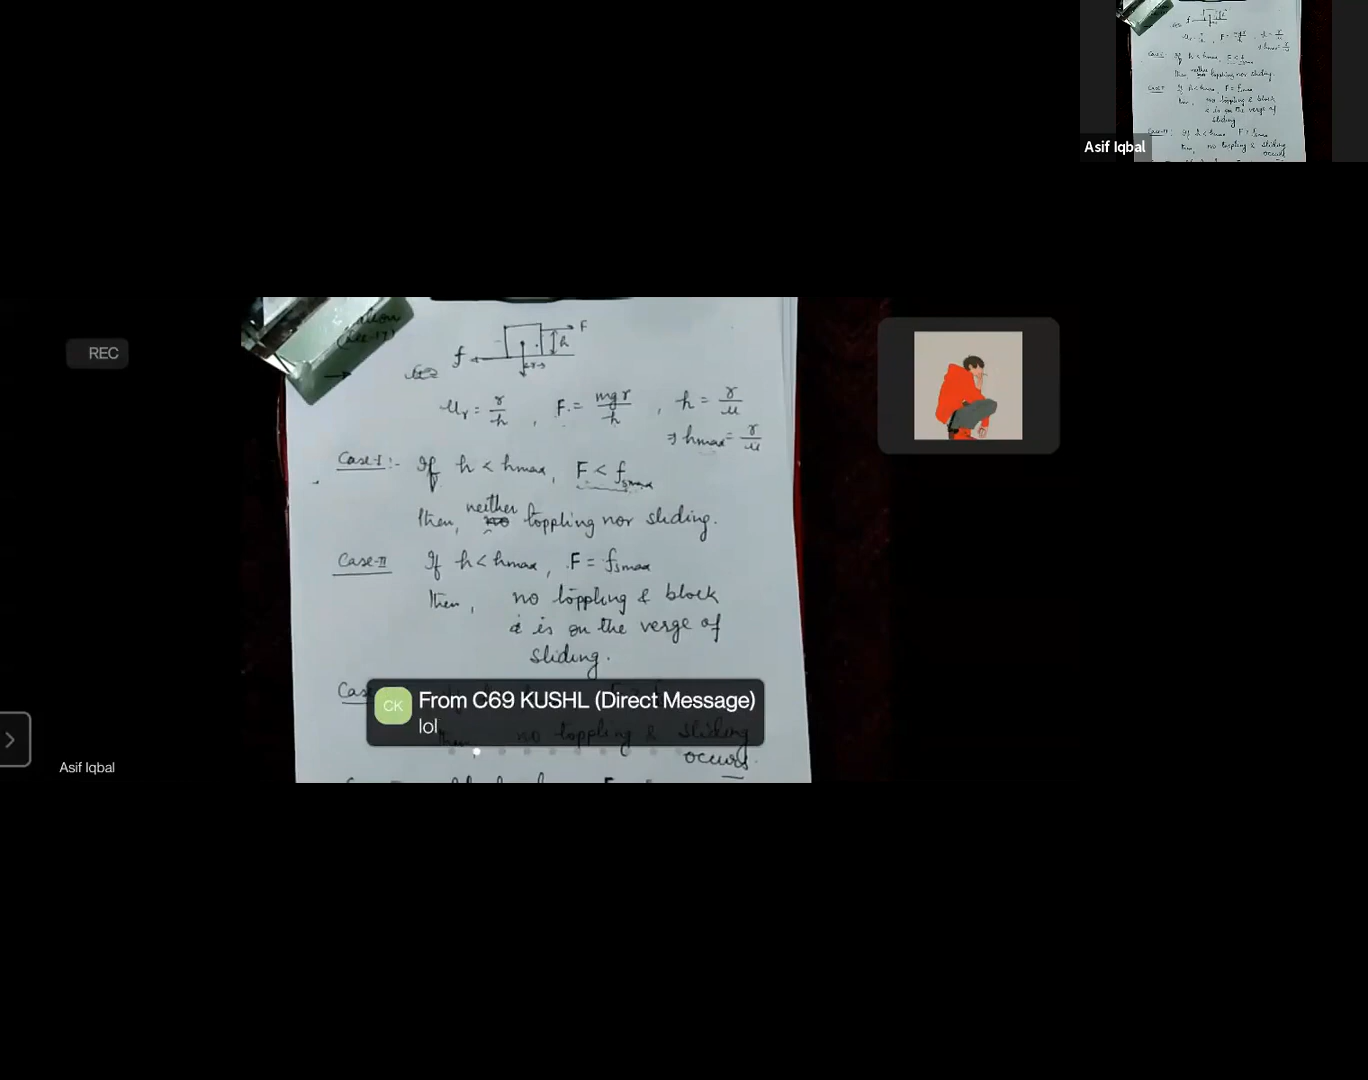 Asif Iqbal
REC
F
f
h
r
μr = r/h , F = mgr/h , h = r/μ
⇒ hmax = r/μ
Case-I :- If h < hmax, F < fsmax
then, neither toppling nor sliding.
Case-II If h < hmax, F = fsmax
then, no toppling & block
is on the verge of
sliding.
Cas
From C69 KUSHL (Direct Message)
CK
lol
no toppling & sliding
occurs.
Asif Iqbal